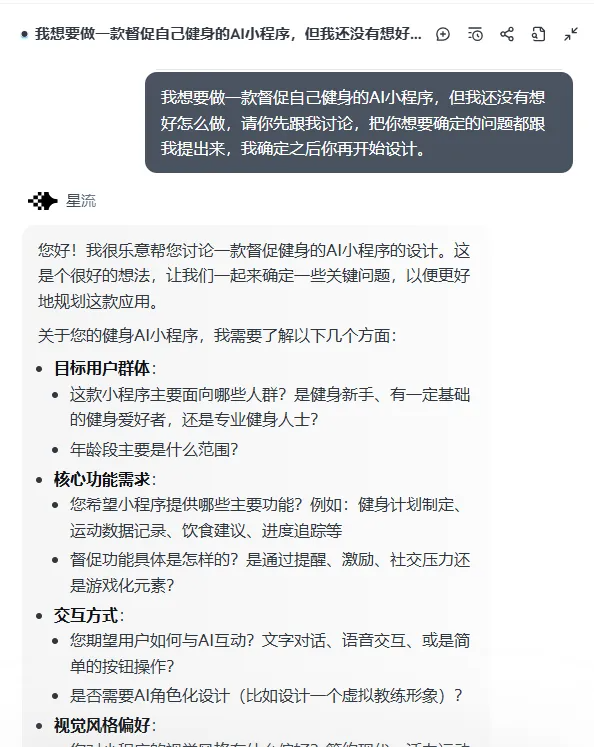 我想要做一款督促自己健身的AI小程序，但我还没有想好...
我想要做一款督促自己健身的AI小程序，但我还没有想
好怎么做，请你先跟我讨论，把你想要确定的问题都跟
我提出来，我确定之后你再开始设计。
星流
您好！我很乐意帮您讨论一款督促健身的AI小程序的设计。这
是个很好的想法，让我们一起来确定一些关键问题，以便更好
地规划这款应用。
关于您的健身AI小程序，我需要了解以下几个方面：
目标用户群体：
这款小程序主要面向哪些人群？是健身新手、有一定基础
的健身爱好者，还是专业健身人士？
年龄段主要是什么范围？
核心功能需求：
您希望小程序提供哪些主要功能？例如：健身计划制定、
运动数据记录、饮食建议、进度追踪等
督促功能具体是怎样的？是通过提醒、激励、社交压力还
是游戏化元素？
交互方式：
您期望用户如何与AI互动？文字对话、语音交互、或是简
单的按钮操作？
是否需要AI角色化设计（比如设计一个虚拟教练形象）？
视觉风格偏好：